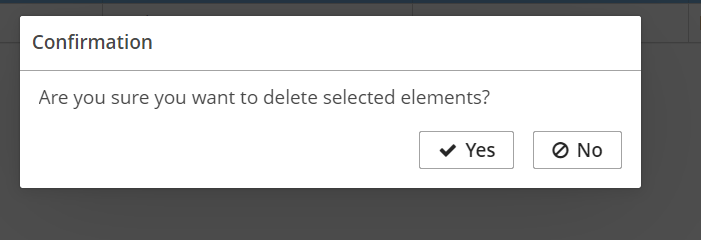 Confirmation
Are you sure you want to delete selected elements?
Yes No